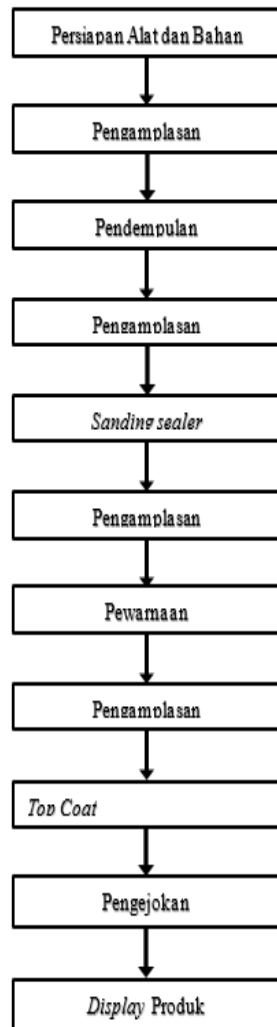 Persiapan Alat dan Bahan
Pengamplasan
Pendempulan
Pengamplasan
Sanding sealer
Pengamplasan
Pewarnaan
Pengamplasan
Top Coat
Pengejokan
Display Produk